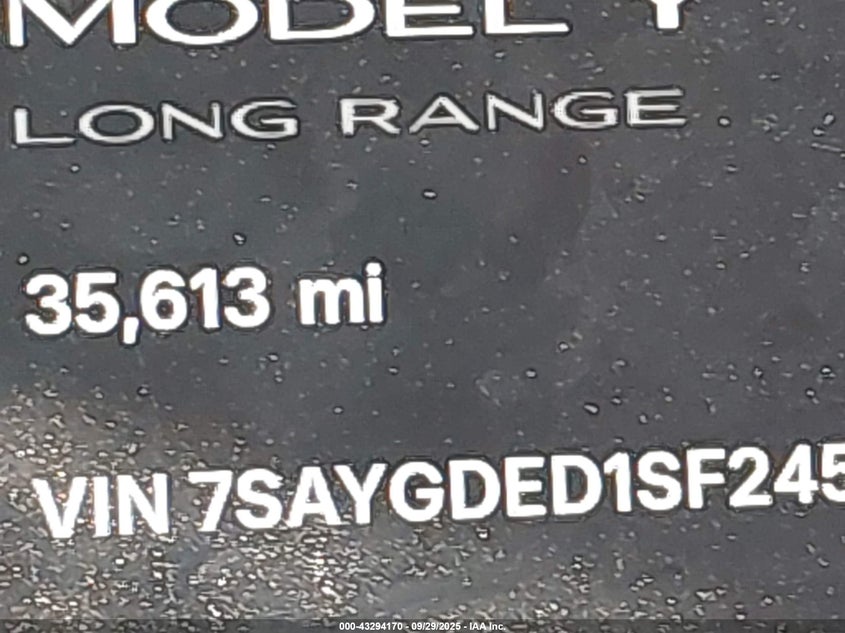 MODEL Y
LONG RANGE
35,613 mi
VIN 7SAYGDED1SF245
000-43294170 - 09/29/2025 - IAA Inc.